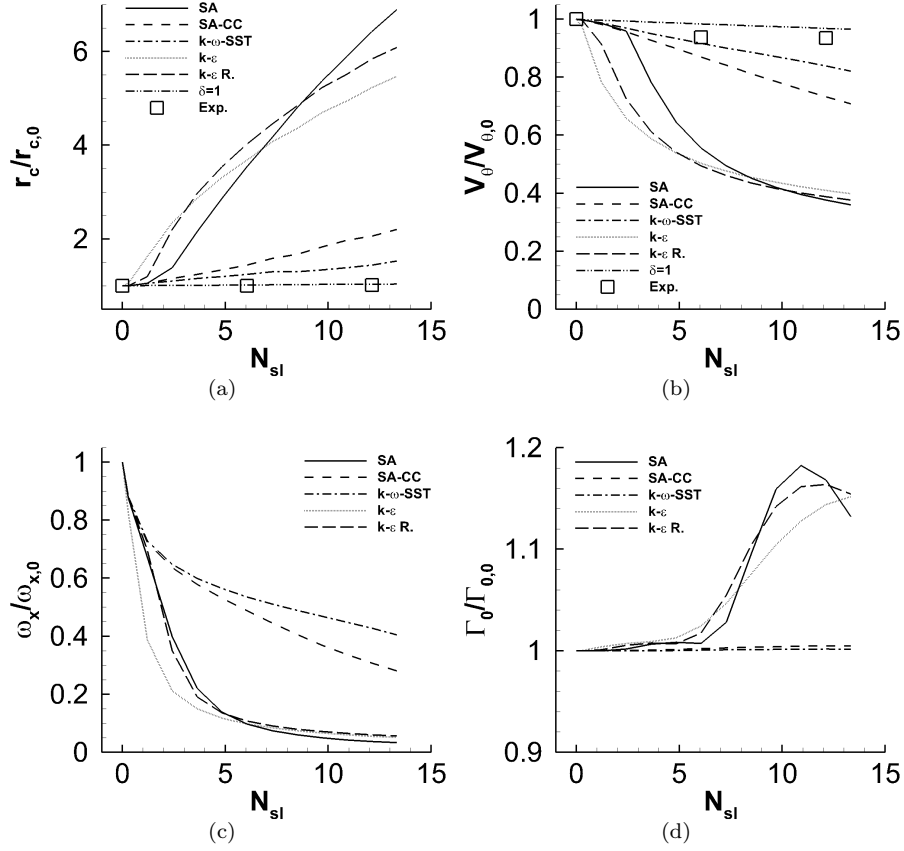 r_c/r_c,0
6
4
2
SA
SA-CC
k-ω-SST
k-ε
k-ε R.
δ=1
Exp.
0 5 10 15
N_sl
(a)
V_θ/V_θ,0
1
0.8
0.6
0.4
0.2
0
SA
SA-CC
k-ω-SST
k-ε
k-ε R.
δ=1
Exp.
0 5 10 15
N_sl
(b)
ω_x/ω_x,0
1
0.8
0.6
0.4
0.2
0
SA
SA-CC
k-ω-SST
k-ε
k-ε R.
0 5 10 15
N_sl
(c)
Γ_0/Γ_0,0
1.2
1.1
1
0.9
SA
SA-CC
k-ω-SST
k-ε
k-ε R.
0 5 10 15
N_sl
(d)